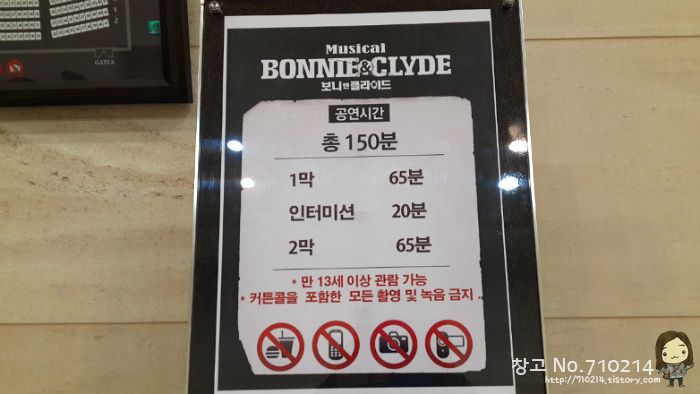 GATE 6
Musical
BONNIE&CLYDE
보니앤클라이드
공연시간
총 150분
1막 65분
인터미션 20분
2막 65분
* 만 13세 이상 관람 가능
* 커튼콜을 포함한 모든 촬영 및 녹음 금지
창고 No.710214
http://710214.tistory.com/